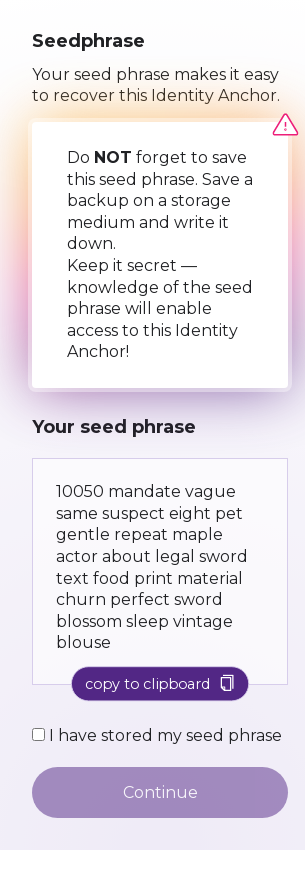 Seedphrase
Your seed phrase makes it easy
to recover this Identity Anchor.
Do NOT forget to save
this seed phrase. Save a
backup on a storage
medium and write it
down.
Keep it secret —
knowledge of the seed
phrase will enable
access to this Identity
Anchor!
Your seed phrase
10050 mandate vague
same suspect eight pet
gentle repeat maple
actor about legal sword
text food print material
churn perfect sword
blossom sleep vintage
blouse
copy to clipboard
I have stored my seed phrase
Continue